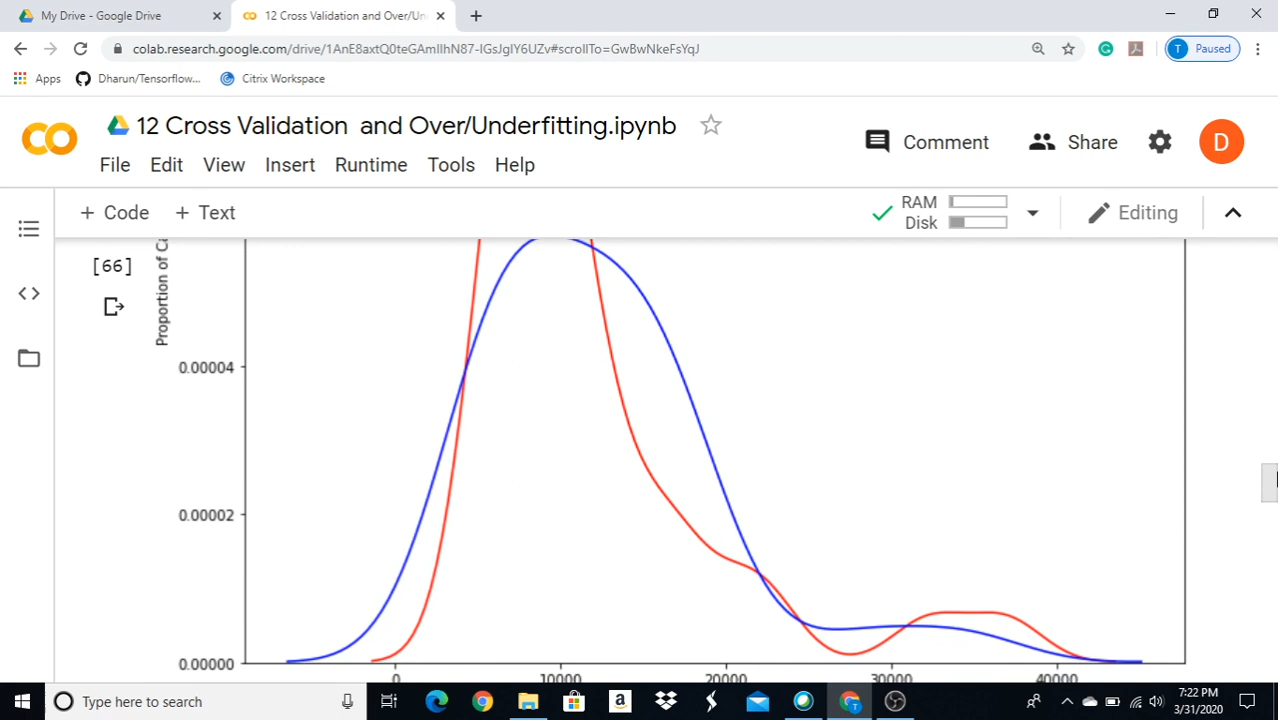 My Drive - Google Drive
12 Cross Validation and Over/Un
colab.research.google.com/drive/1AnE8axtQ0teGAmIlhN87-IGsJgIY6UZv#scrollTo=GwBwNkeFsYqJ
T Paused
Apps
Dharun/Tensorflow...
Citrix Workspace
12 Cross Validation and Over/Underfitting.ipynb
Comment
Share
D
File Edit View Insert Runtime Tools Help
+ Code + Text
RAM
Disk
Editing
[66]
Proportion of Ca
0.00004
0.00002
0.00000
0 10000 20000 30000 40000
Type here to search
7:22 PM
3/31/2020